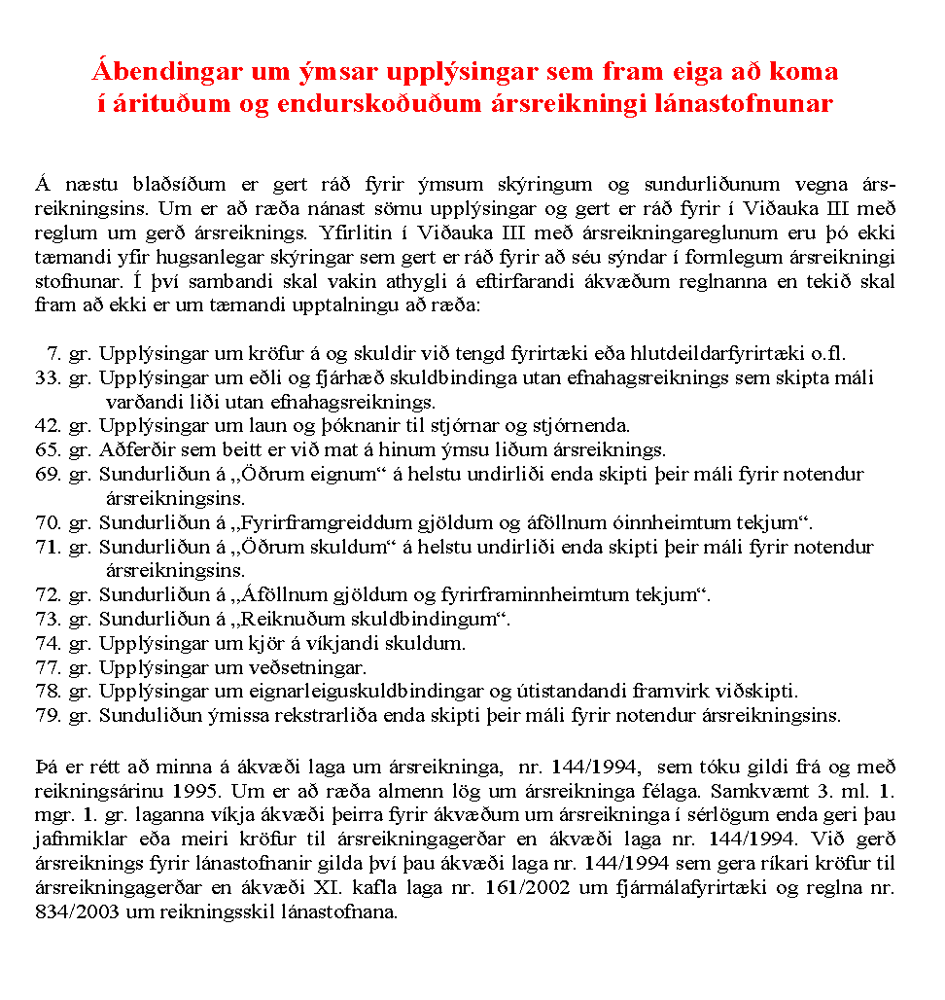 Ábendingar um ýmsar upplýsingar sem fram eiga að koma
í árituðum og endurskoðuðum ársreikningi lánastofnunar
Á næstu blaðsíðum er gert ráð fyrir ýmsum skýringum og sundurliðunum vegna árs-
reikningsins. Um er að ræða nánast sömu upplýsingar og gert er ráð fyrir í Viðauka III með
reglum um gerð ársreiknings. Yfirlitin í Viðauka III með ársreikningareglunum eru þó ekki
tæmandi yfir hugsanlegar skýringar sem gert er ráð fyrir að séu sýndar í formlegum ársreikningi
stofnunar. Í því sambandi skal vakin athygli á eftirfarandi ákvæðum reglnanna en tekið skal
fram að ekki er um tæmandi upptalningu að ræða:
7. gr. Upplýsingar um kröfur á og skuldir við tengd fyrirtæki eða hlutdeildarfyrirtæki o.fl.
33. gr. Upplýsingar um eðli og fjárhæð skuldbindinga utan efnahagsreiknings sem skipta máli
varðandi liði utan efnahagsreiknings.
42. gr. Upplýsingar um laun og þóknanir til stjórnar og stjórnenda.
65. gr. Aðferðir sem beitt er við mat á hinum ýmsu liðum ársreiknings.
69. gr. Sundurliðun á „Öðrum eignum“ á helstu undirliði enda skipti þeir máli fyrir notendur
ársreikningsins.
70. gr. Sundurliðun á „Fyrirframgreiddum gjöldum og áföllnum óinnheimtum tekjum“.
71. gr. Sundurliðun á „Öðrum skuldum“ á helstu undirliði enda skipti þeir máli fyrir notendur
ársreikningsins.
72. gr. Sundurliðun á „Áföllnum gjöldum og fyrirframinnheimtum tekjum“.
73. gr. Sundurliðun á „Reiknuðum skuldbindingum“.
74. gr. Upplýsingar um kjör á víkjandi skuldum.
77. gr. Upplýsingar um veðsetningar.
78. gr. Upplýsingar um eignarleiguskuldbindingar og útistandandi framvirk viðskipti.
79. gr. Sunduliðun ýmissa rekstrarliða enda skipti þeir máli fyrir notendur ársreikningsins.
Þá er rétt að minna á ákvæði laga um ársreikninga, nr. 144/1994, sem tóku gildi frá og með
reikningsárinu 1995. Um er að ræða almenn lög um ársreikninga félaga. Samkvæmt 3. ml. 1.
mgr. 1. gr. laganna víkja ákvæði þeirra fyrir ákvæðum um ársreikninga í sérlögum enda geri þau
jafnmiklar eða meiri kröfur til ársreikningagerðar en ákvæði laga nr. 144/1994. Við gerð
ársreiknings fyrir lánastofnanir gilda því þau ákvæði laga nr. 144/1994 sem gera ríkari kröfur til
ársreikningagerðar en ákvæði XI. kafla laga nr. 161/2002 um fjármálafyrirtæki og reglna nr.
834/2003 um reikningsskil lánastofnana.